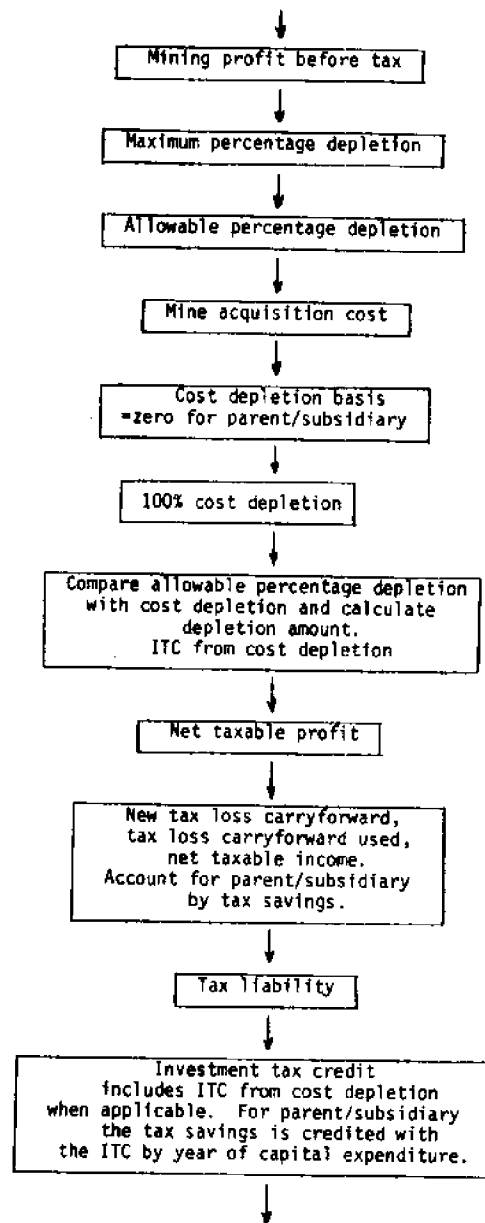 Mining profit before tax
Maximum percentage depletion
Allowable percentage depletion
Mine acquisition cost
Cost depletion basis
=zero for parent/subsidiary
100% cost depletion
Compare allowable percentage depletion
with cost depletion and calculate
depletion amount.
ITC from cost depletion
Net taxable profit
New tax loss carryforward,
tax loss carryforward used,
net taxable income.
Account for parent/subsidiary
by tax savings.
Tax liability
Investment tax credit
includes ITC from cost depletion
when applicable. For parent/subsidiary
the tax savings is credited with
the ITC by year of capital expenditure.